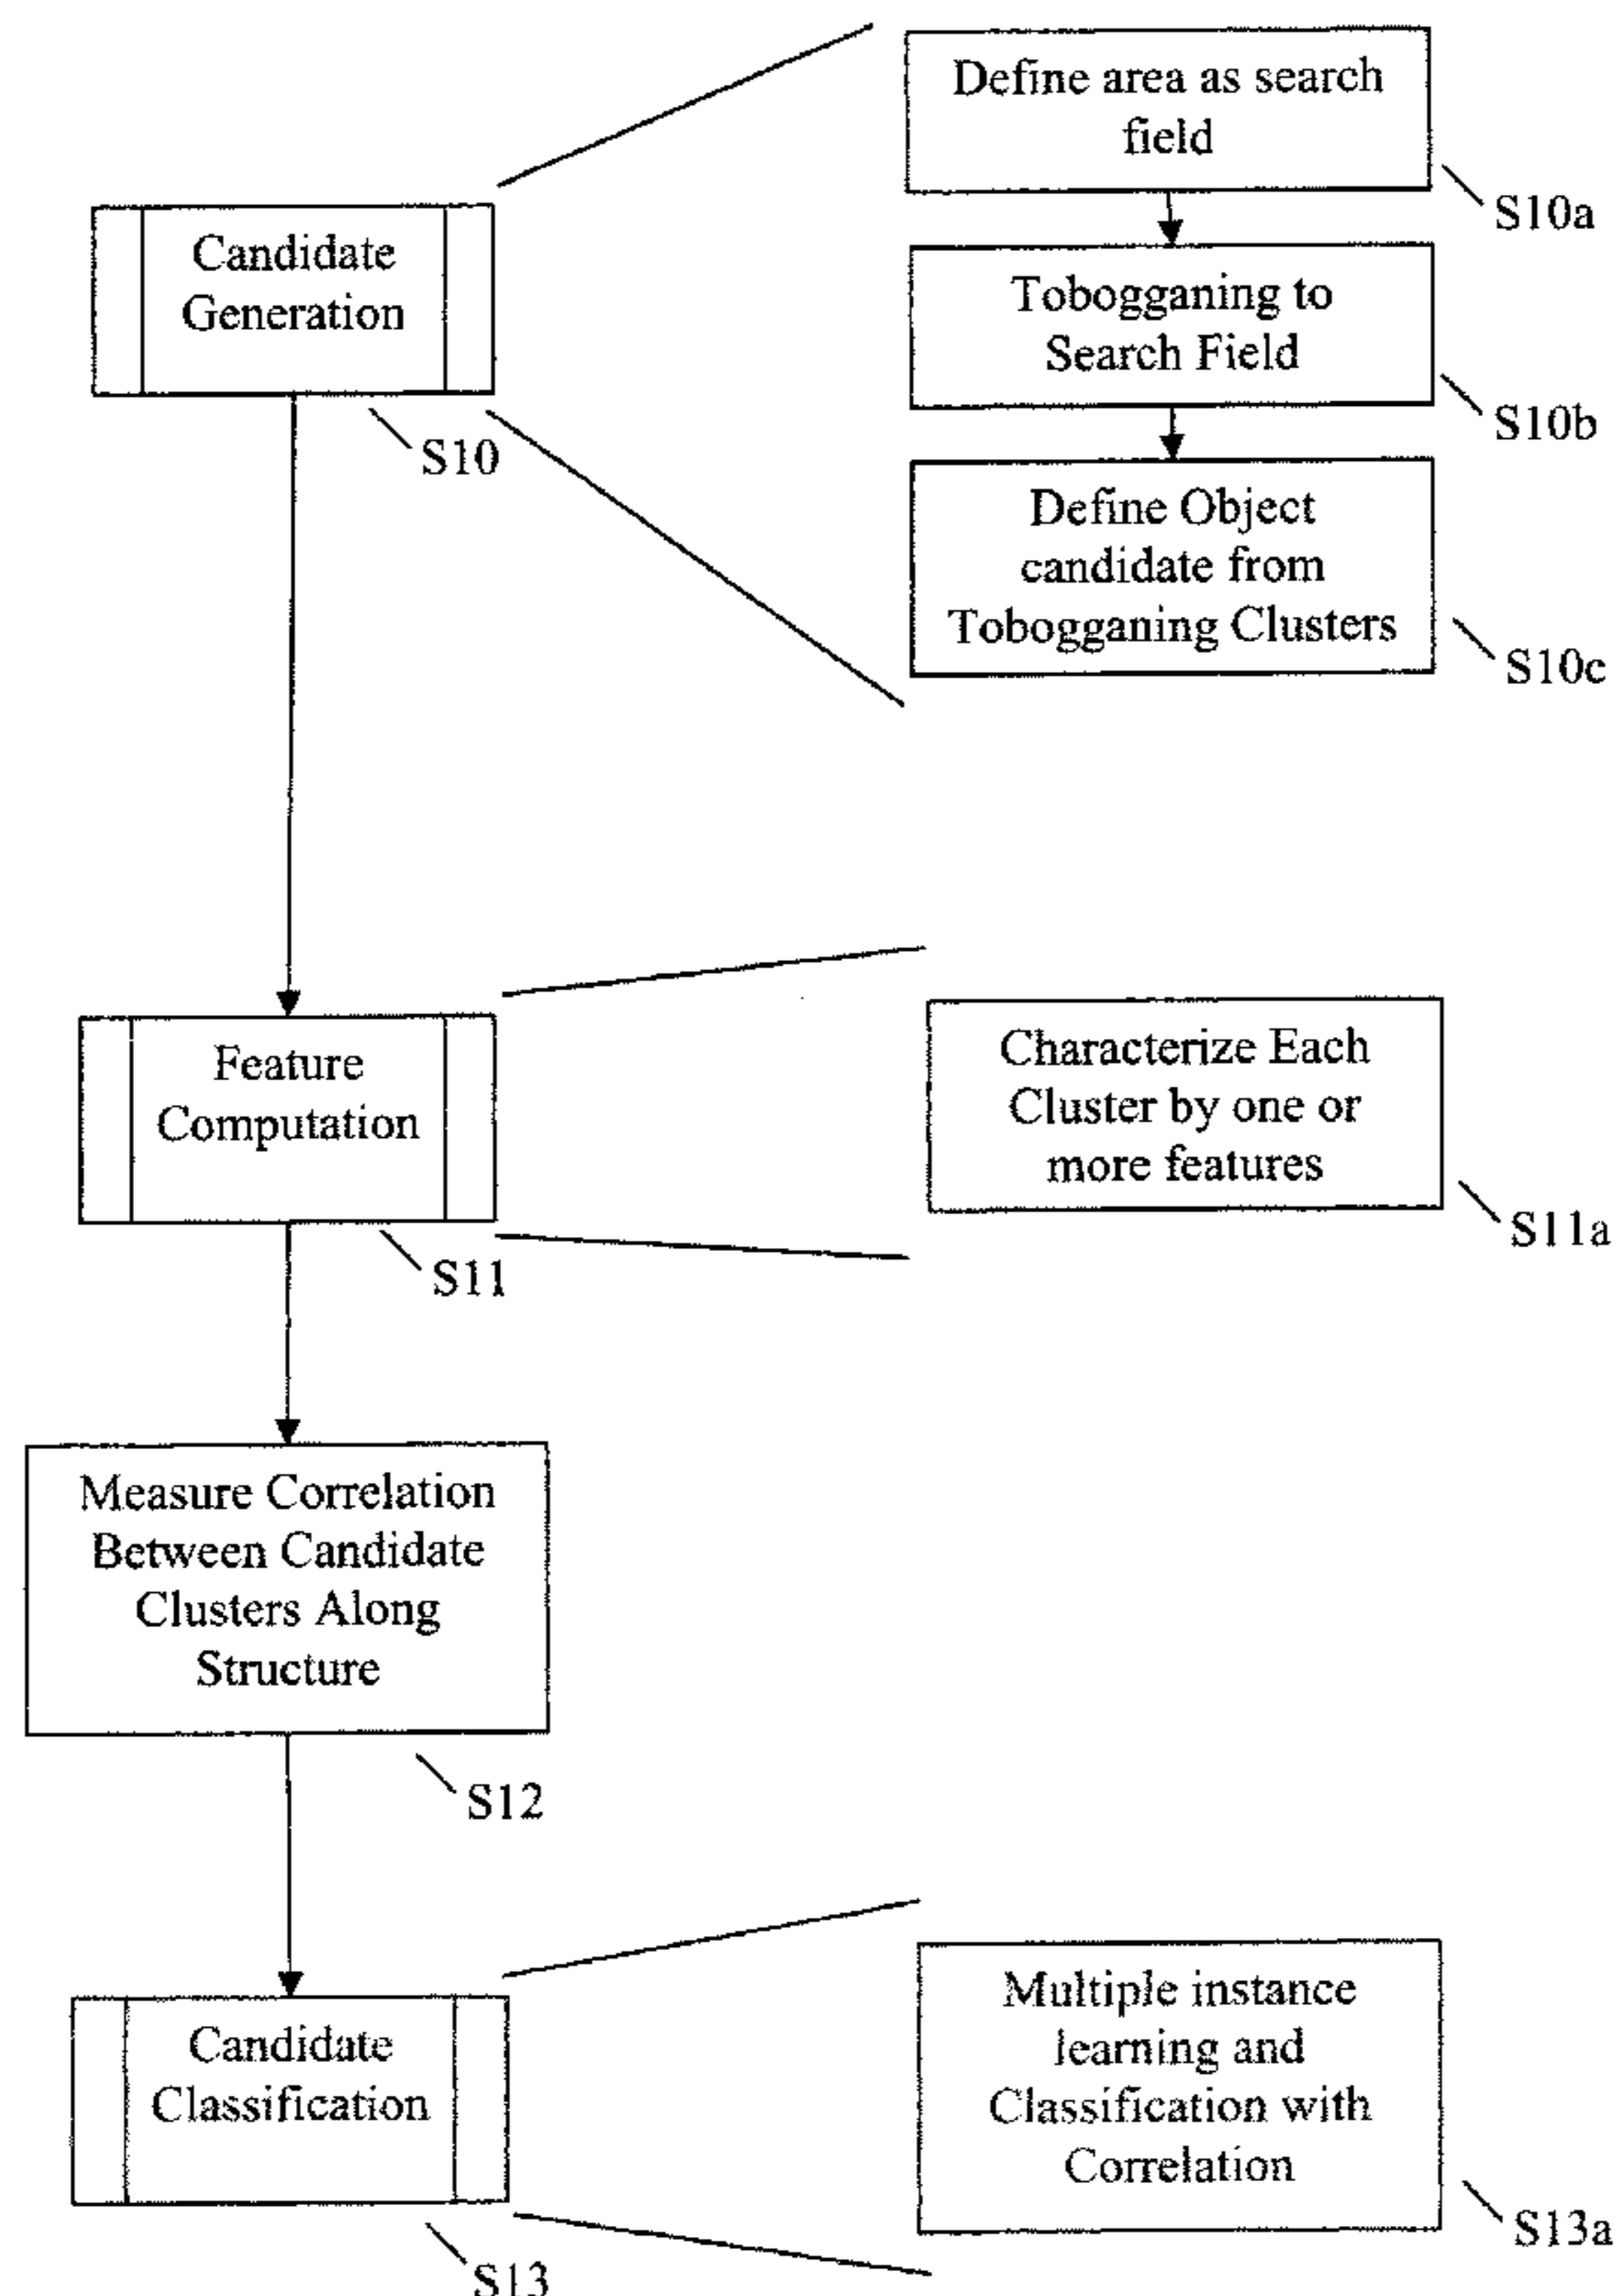 Candidate
Generation
S10
Define area as search
field
S10a
Tobogganing to
Search Field
S10b
Define Object
candidate from
Tobogganing Clusters
S10c
Feature
Computation
S11
Characterize Each
Cluster by one or
more features
S11a
Measure Correlation
Between Candidate
Clusters Along
Structure
S12
Candidate
Classification
S13
Multiple instance
learning and
Classification with
Correlation
S13a